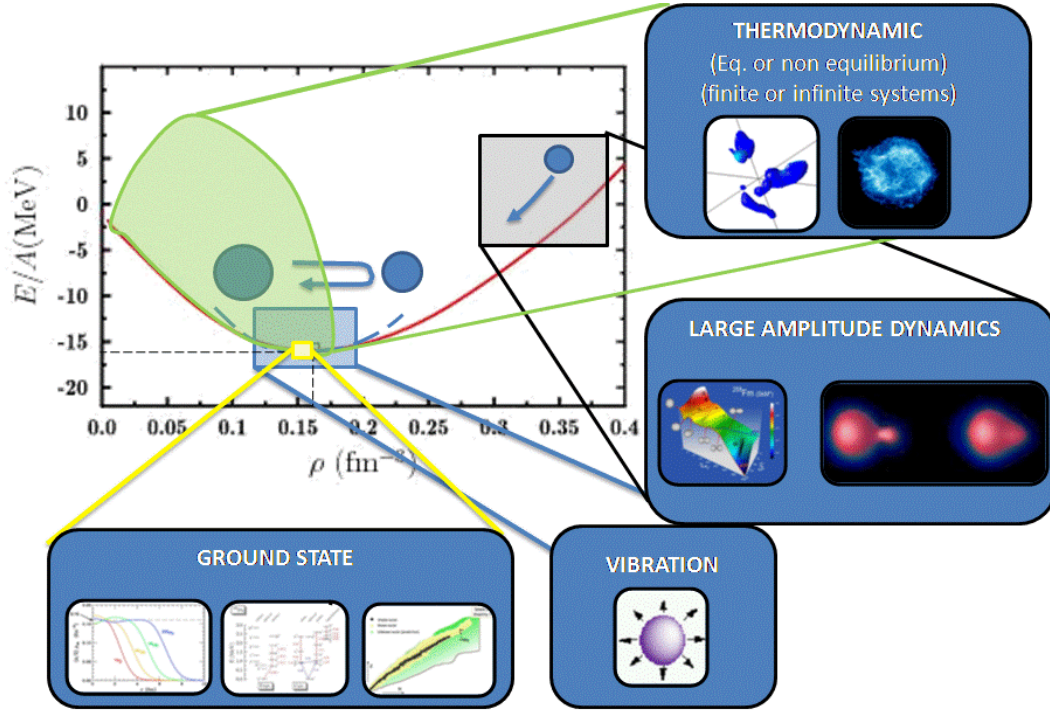 THERMODYNAMIC
(Eq. or non equilibrium)
(finite or infinite systems)
E/A(MeV)
10
5
0
-5
-10
-15
-20
0.0 0.05 0.1 0.15 0.2 0.25 0.3 0.35 0.4
ρ (fm⁻³)
LARGE AMPLITUDE DYNAMICS
GROUND STATE
VIBRATION